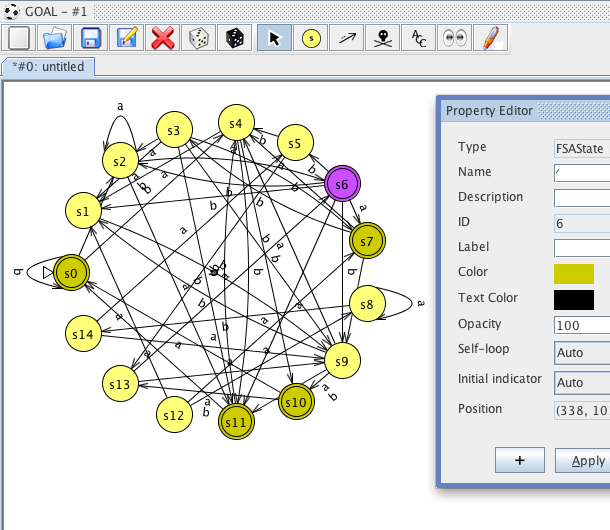 GOAL – #1
s
ACC
*#0: untitled
Property Editor
Type
FSAState
Name
Description
ID
6
Label
Color
Text Color
Opacity
100
Self-loop
Auto
Initial indicator
Auto
Position
(338, 10
+
Apply
s0
s1
s2
s3
s4
s5
s6
s7
s8
s9
s10
s11
s12
s13
s14
a
b
a
b